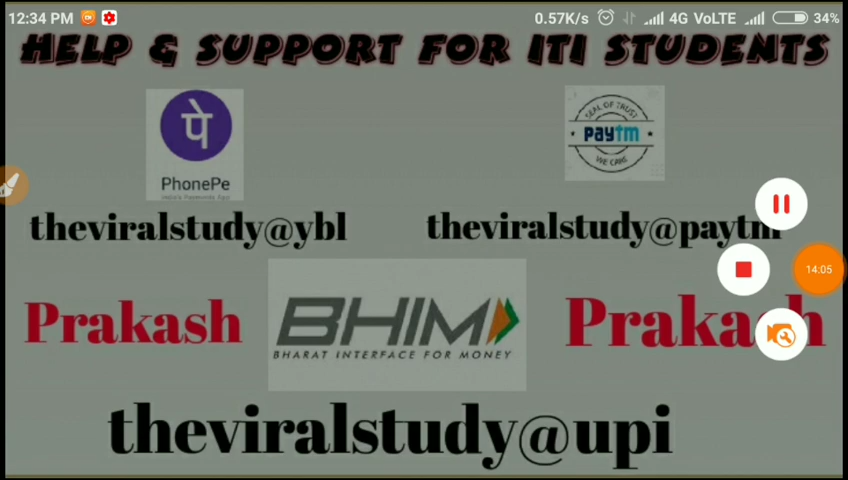 12:34 PM 0.57K/s 4G VoLTE 34%
HELP & SUPPORT FOR ITI STUDENTS
पे
PhonePe
SEAL OF TRUST
paytm
WE CARE
theviralstudy@ybl theviralstudy@paytm
14:05
Prakash BHIM Prakash
BHARAT INTERFACE FOR MONEY
theviralstudy@upi